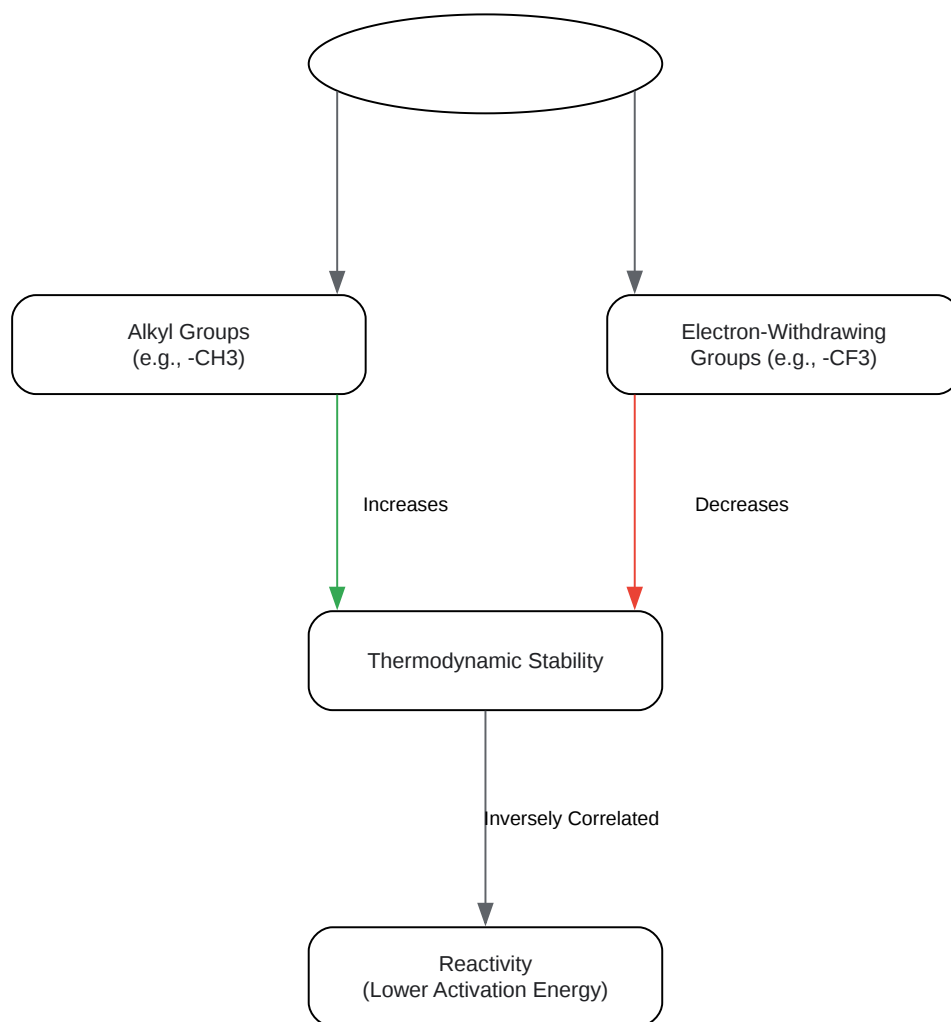 Alkyl Groups
(e.g., -CH3)
Electron-Withdrawing
Groups (e.g., -CF3)
Increases
Decreases
Thermodynamic Stability
Inversely Correlated
Reactivity
(Lower Activation Energy)